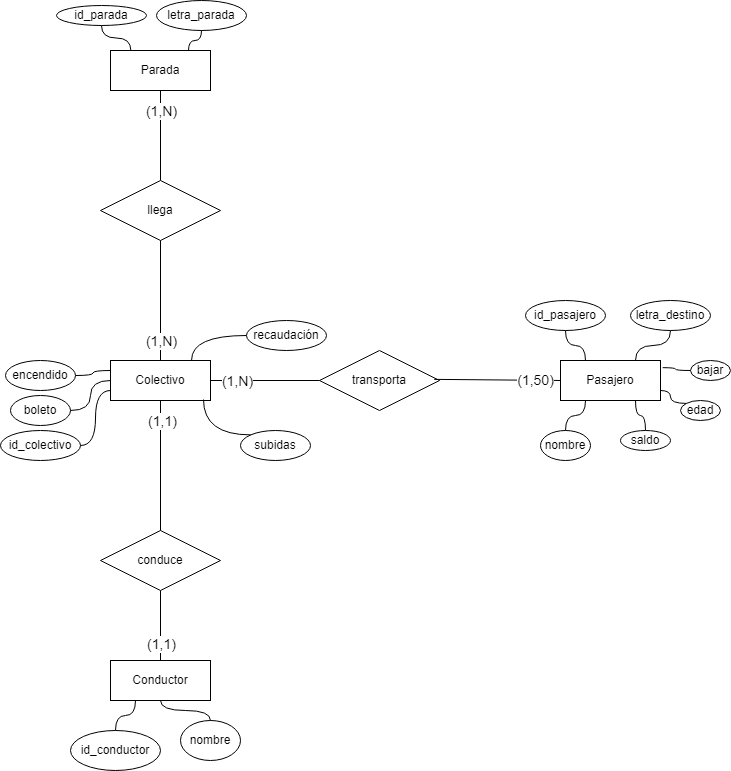 id_parada
letra_parada
Parada
(1,N)
llega
(1,N)
recaudación
id_pasajero
letra_destino
encendido
Colectivo
(1,N)
transporta
(1,50)
Pasajero
bajar
boleto
edad
(1,1)
id_colectivo
subidas
nombre
saldo
conduce
(1,1)
Conductor
id_conductor
nombre